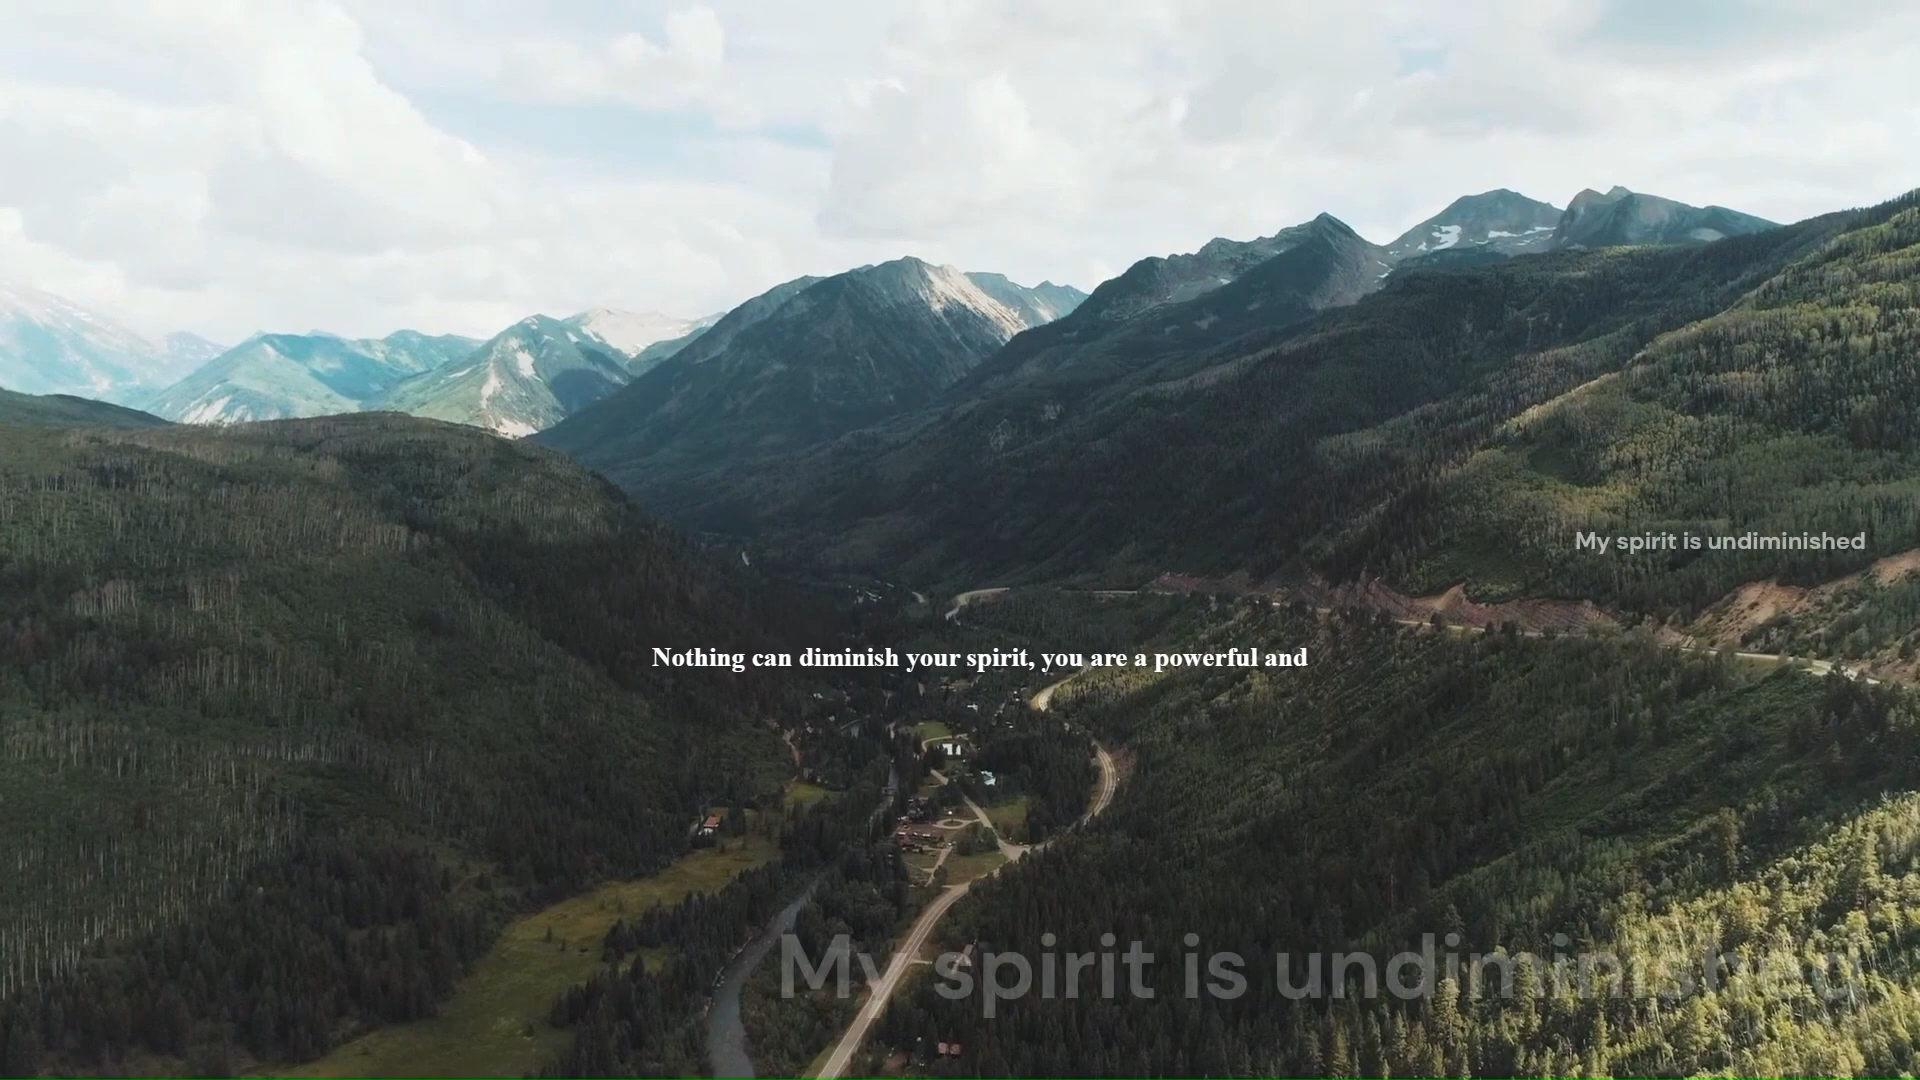 My spirit is undiminished
Nothing can diminish your spirit, you are a powerful and
My spirit is undiminished